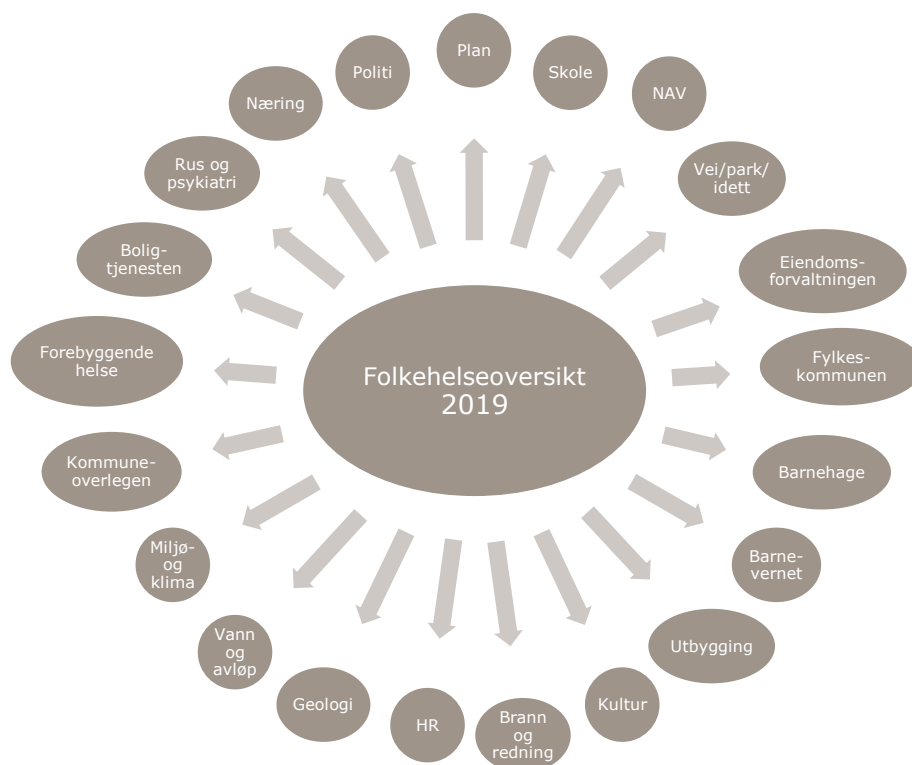 Folkehelseoversikt
2019
Plan
Skole
NAV
Vei/park/
idett
Eiendoms-
forvaltningen
Fylkes-
kommunen
Barnehage
Barne-
vernet
Utbygging
Kultur
Brann
og
redning
HR
Geologi
Vann
og
avløp
Miljø-
og
klima
Kommune-
overlegen
Forebyggende
helse
Bolig-
tjenesten
Rus og
psykiatri
Næring
Politi